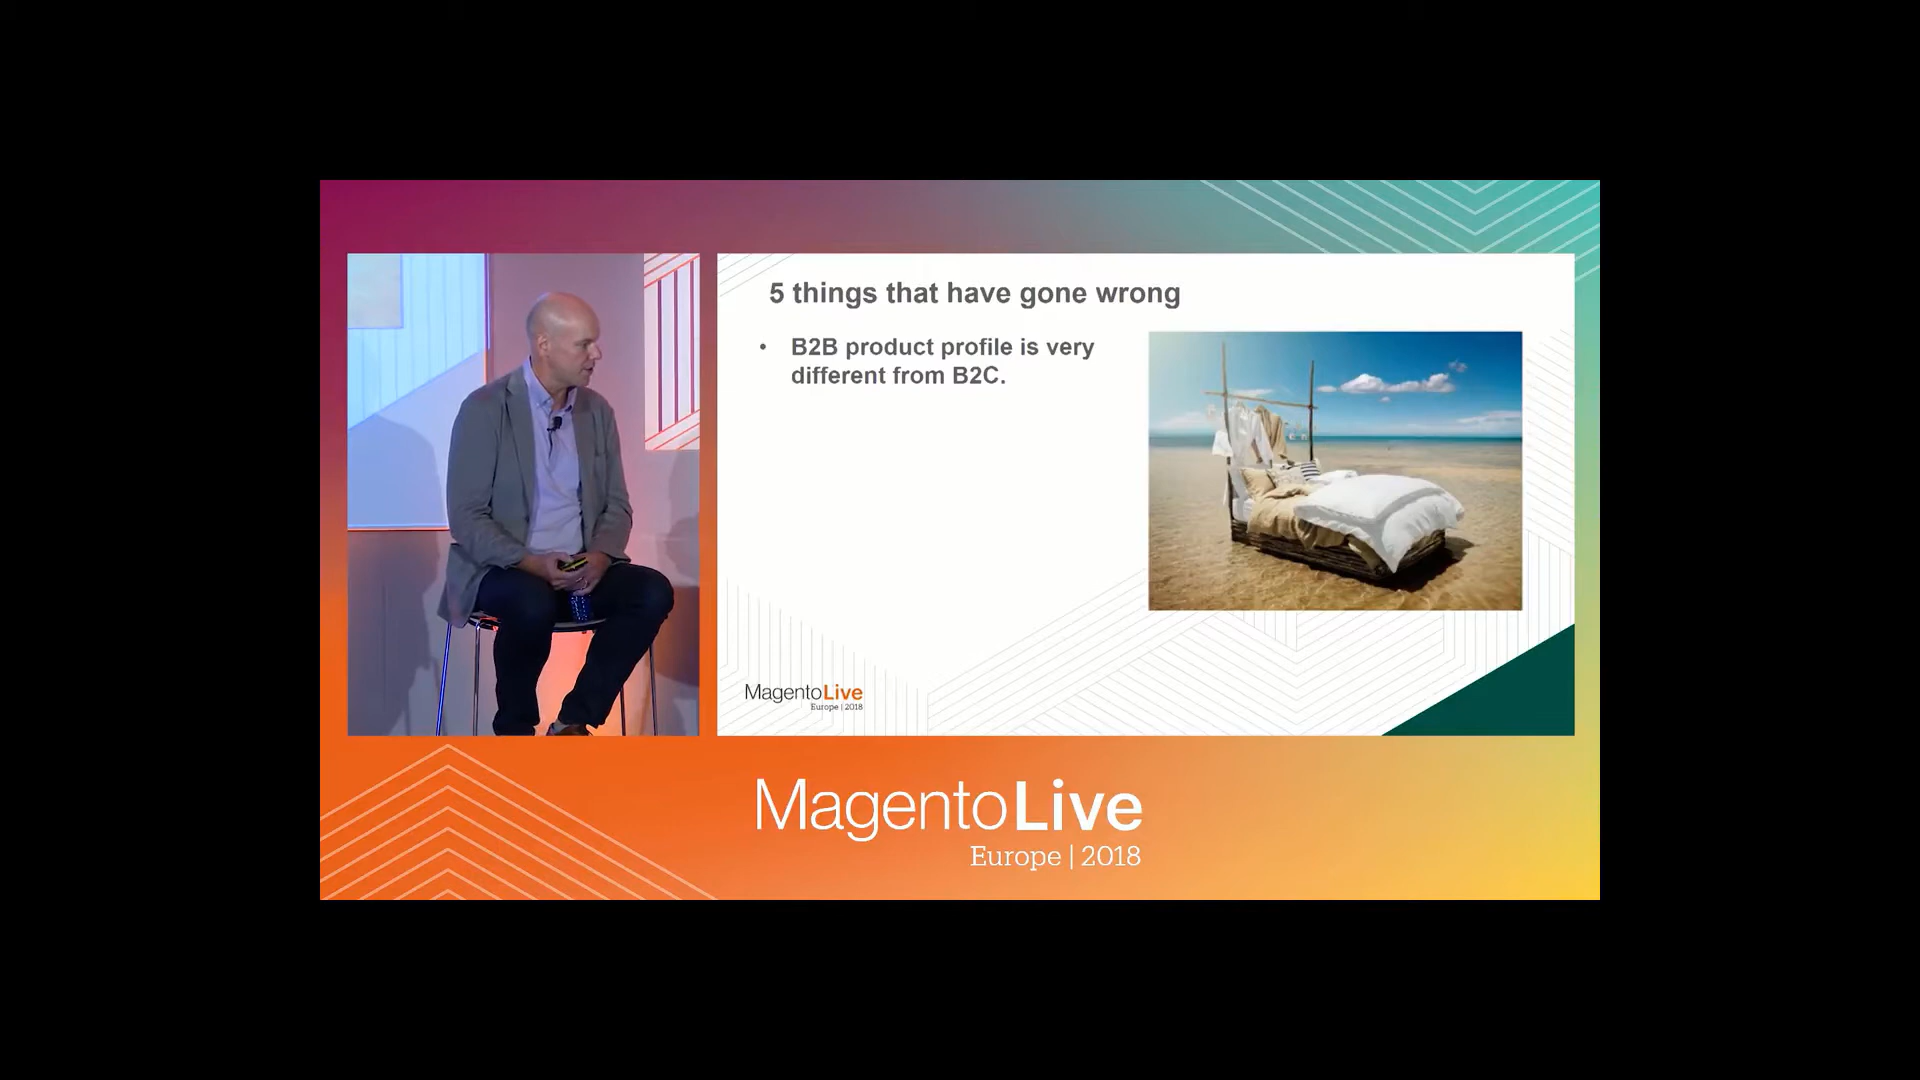 5 things that have gone wrong
• B2B product profile is very
different from B2C.
MagentoLive
Europe | 2018
MagentoLive
Europe | 2018